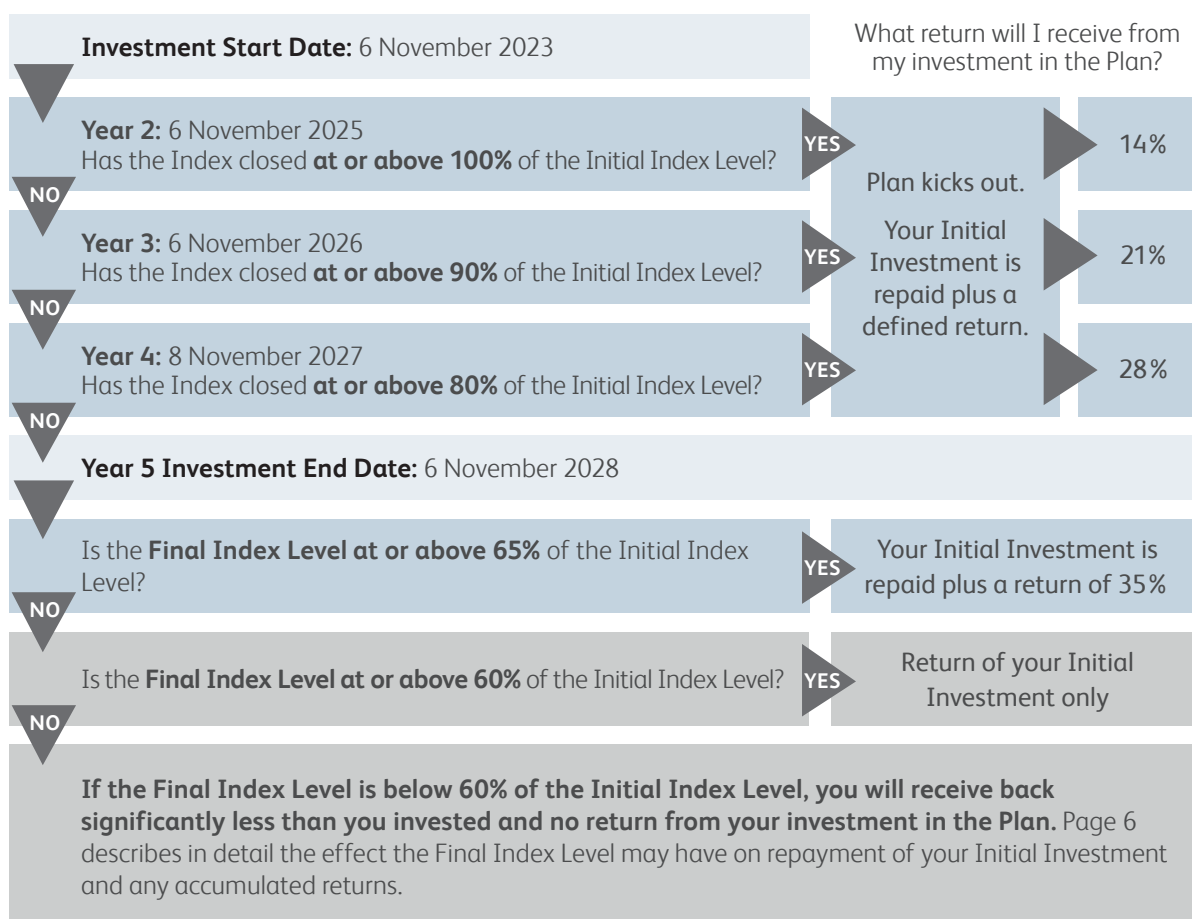 Investment Start Date: 6 November 2023
What return will I receive from
my investment in the Plan?
Year 2: 6 November 2025
Has the Index closed at or above 100% of the Initial Index Level?
YES
14%
NO
Plan kicks out.
Your Initial
Investment is
repaid plus a
defined return.
Year 3: 6 November 2026
Has the Index closed at or above 90% of the Initial Index Level?
YES
21%
NO
Year 4: 8 November 2027
Has the Index closed at or above 80% of the Initial Index Level?
YES
28%
NO
Year 5 Investment End Date: 6 November 2028
Is the Final Index Level at or above 65% of the Initial Index
Level?
YES
Your Initial Investment is
repaid plus a return of 35%
NO
Is the Final Index Level at or above 60% of the Initial Index Level?
YES
Return of your Initial
Investment only
NO
If the Final Index Level is below 60% of the Initial Index Level, you will receive back
significantly less than you invested and no return from your investment in the Plan. Page 6
describes in detail the effect the Final Index Level may have on repayment of your Initial Investment
and any accumulated returns.